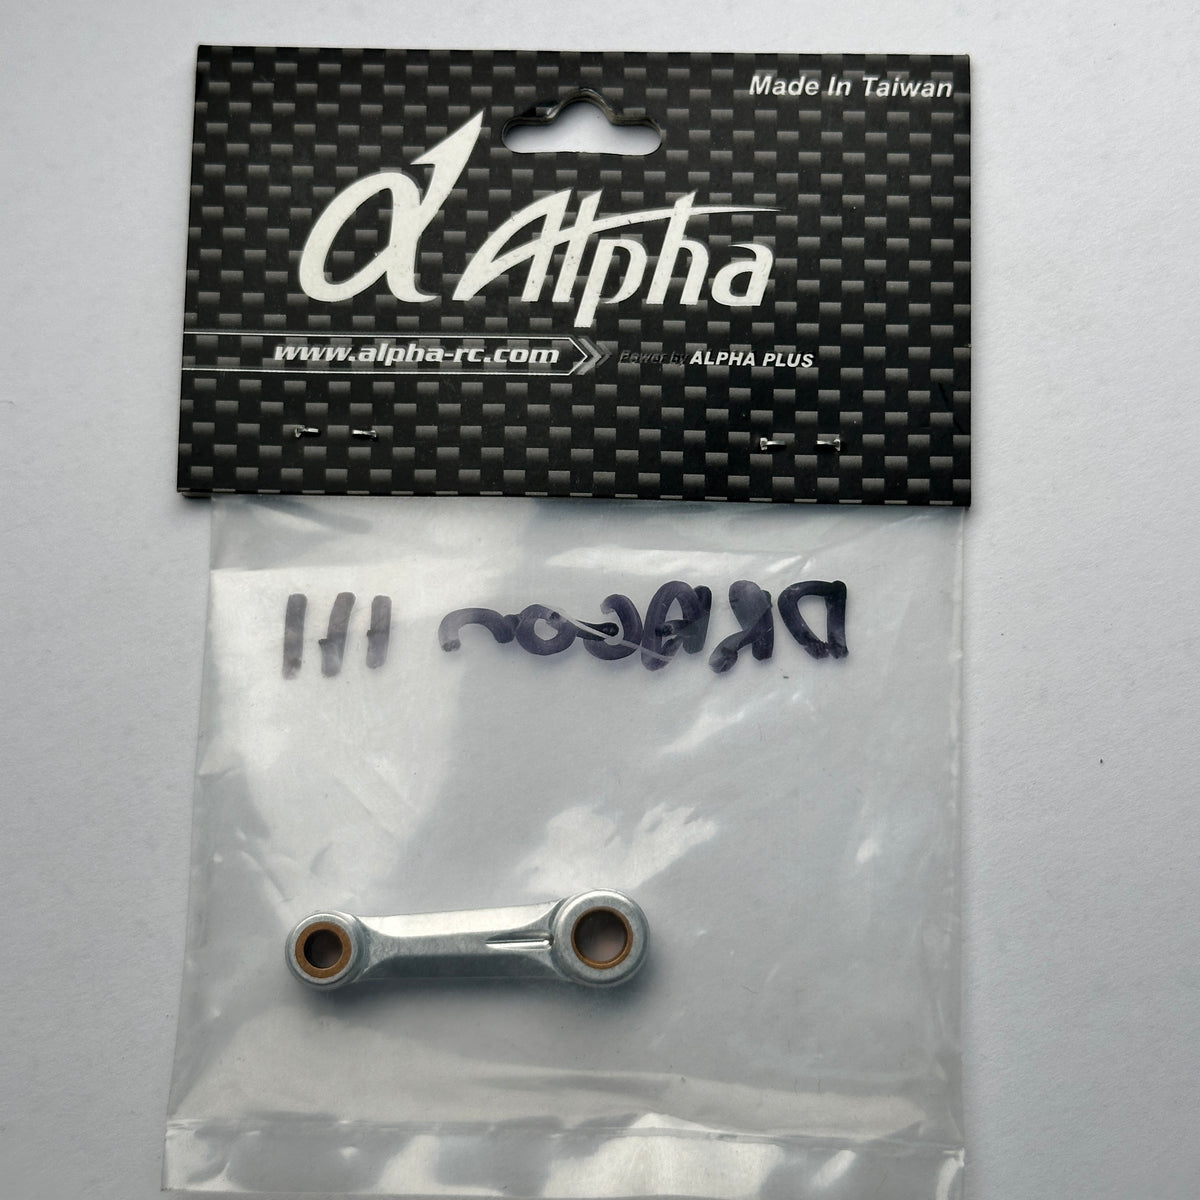 Made In Taiwan
α Alpha
www.alpha-rc.com Power by ALPHA PLUS
DRAGON III